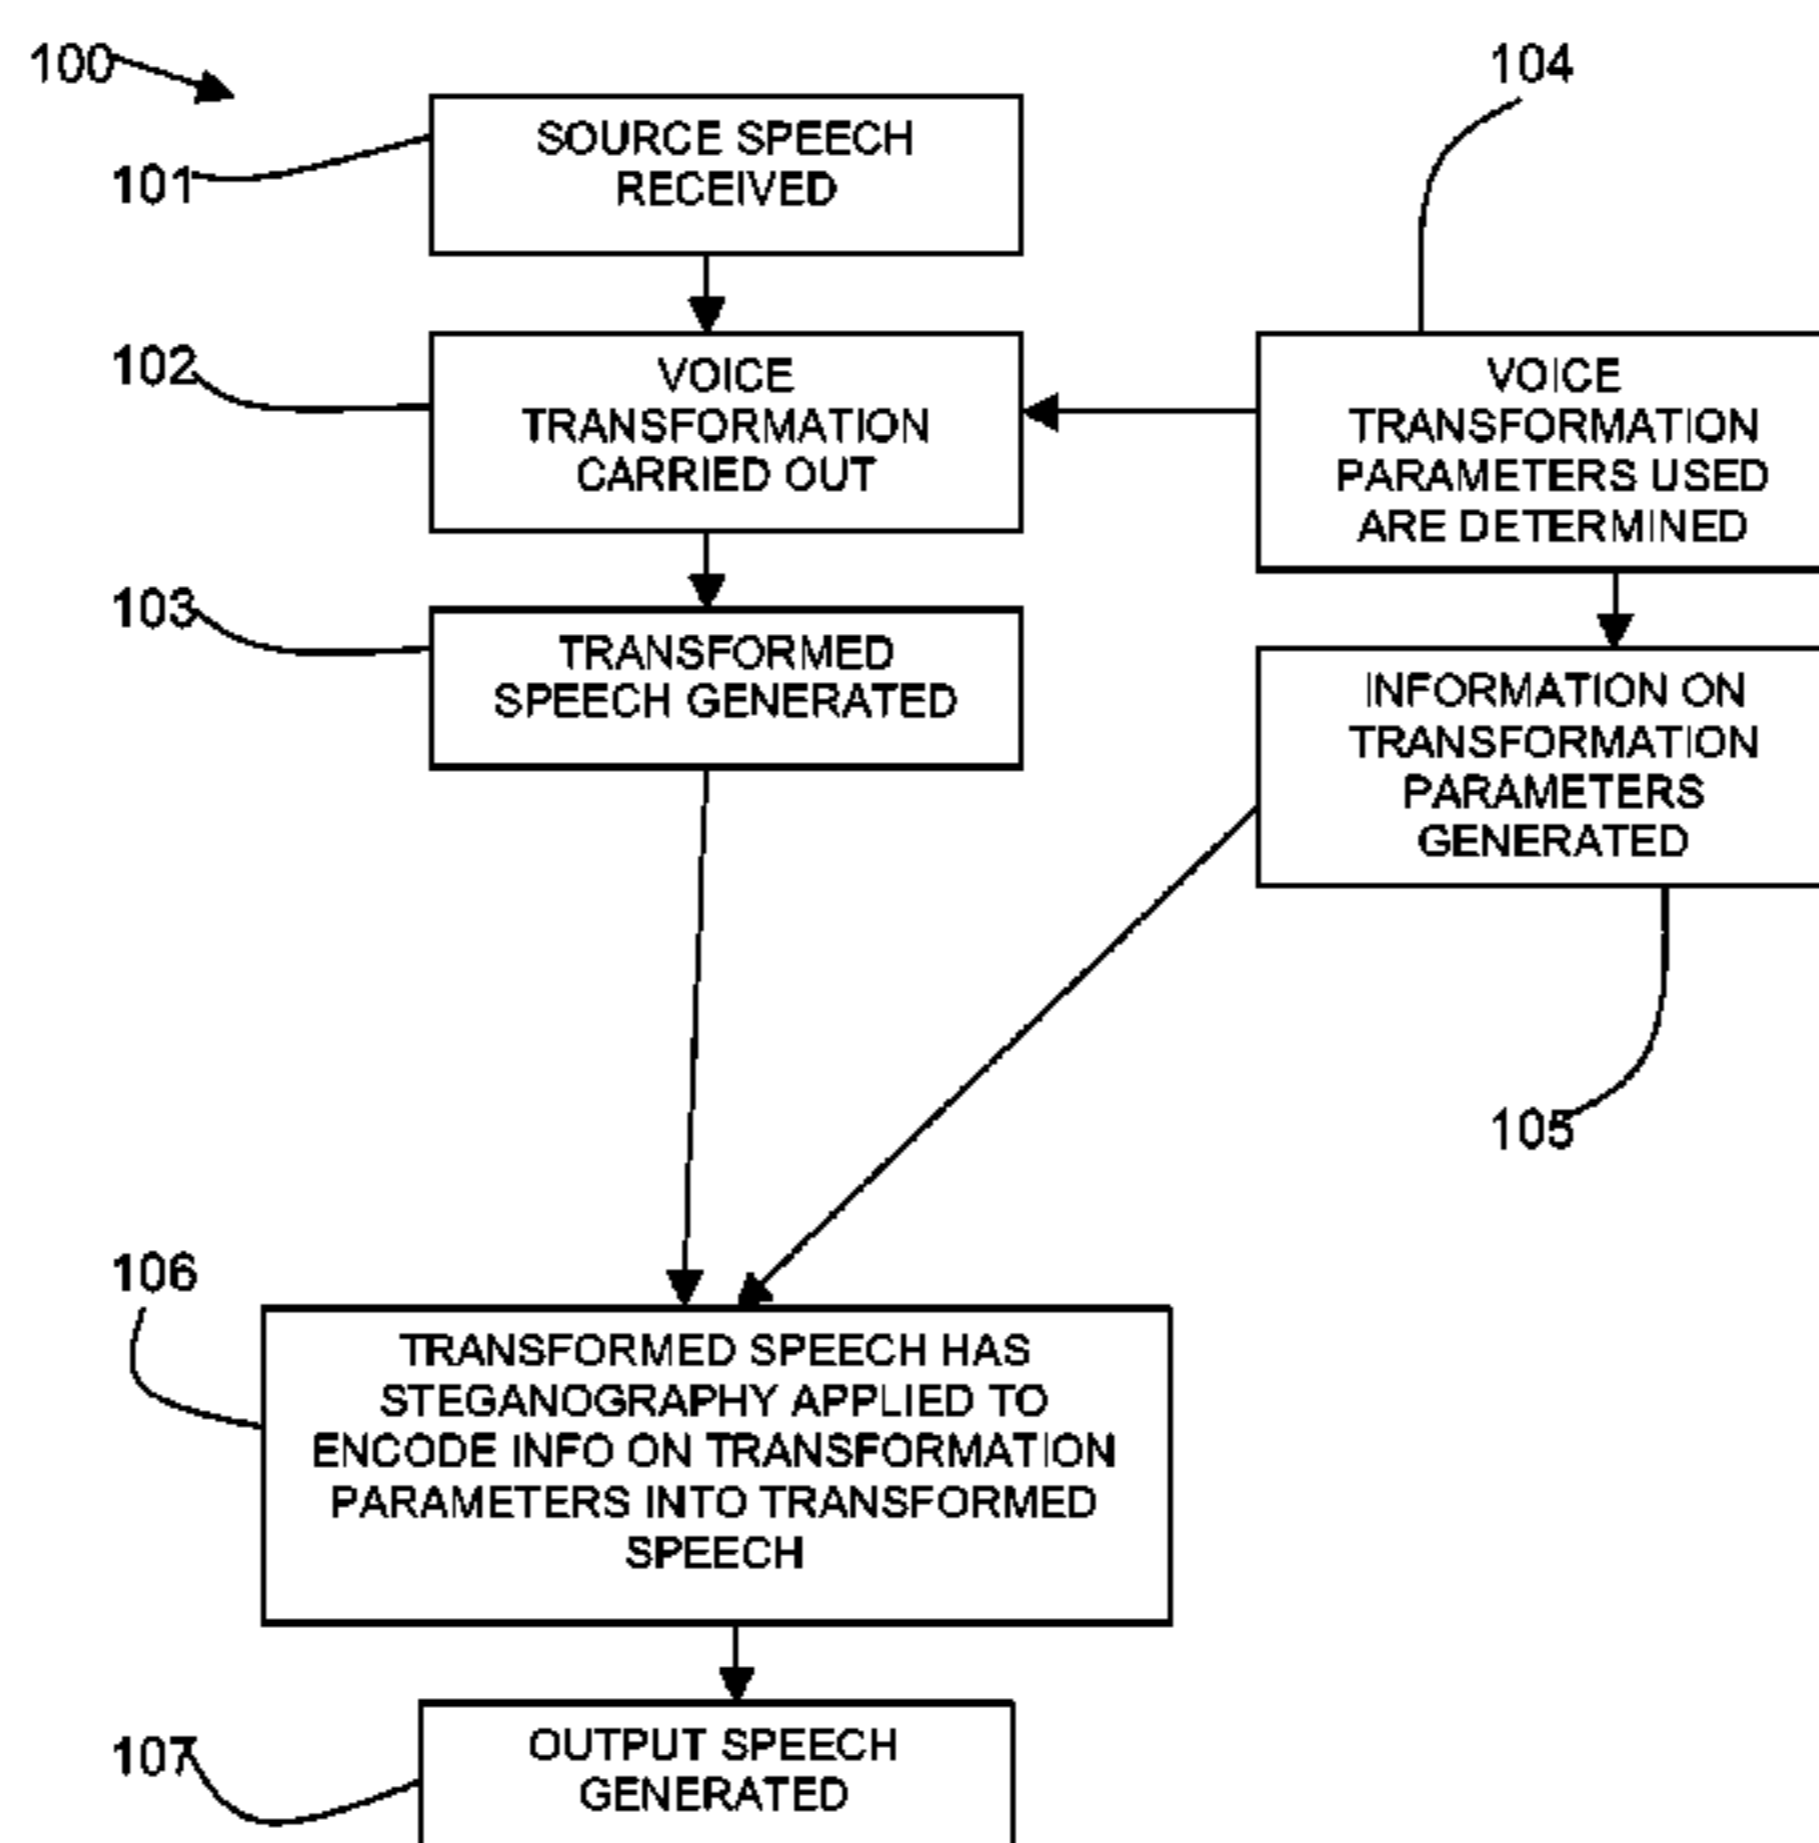 100
101
SOURCE SPEECH
RECEIVED
104
102
VOICE
TRANSFORMATION
CARRIED OUT
VOICE
TRANSFORMATION
PARAMETERS USED
ARE DETERMINED
103
TRANSFORMED
SPEECH GENERATED
INFORMATION ON
TRANSFORMATION
PARAMETERS
GENERATED
105
106
TRANSFORMED SPEECH HAS
STEGANOGRAPHY APPLIED TO
ENCODE INFO ON TRANSFORMATION
PARAMETERS INTO TRANSFORMED
SPEECH
107
OUTPUT SPEECH
GENERATED